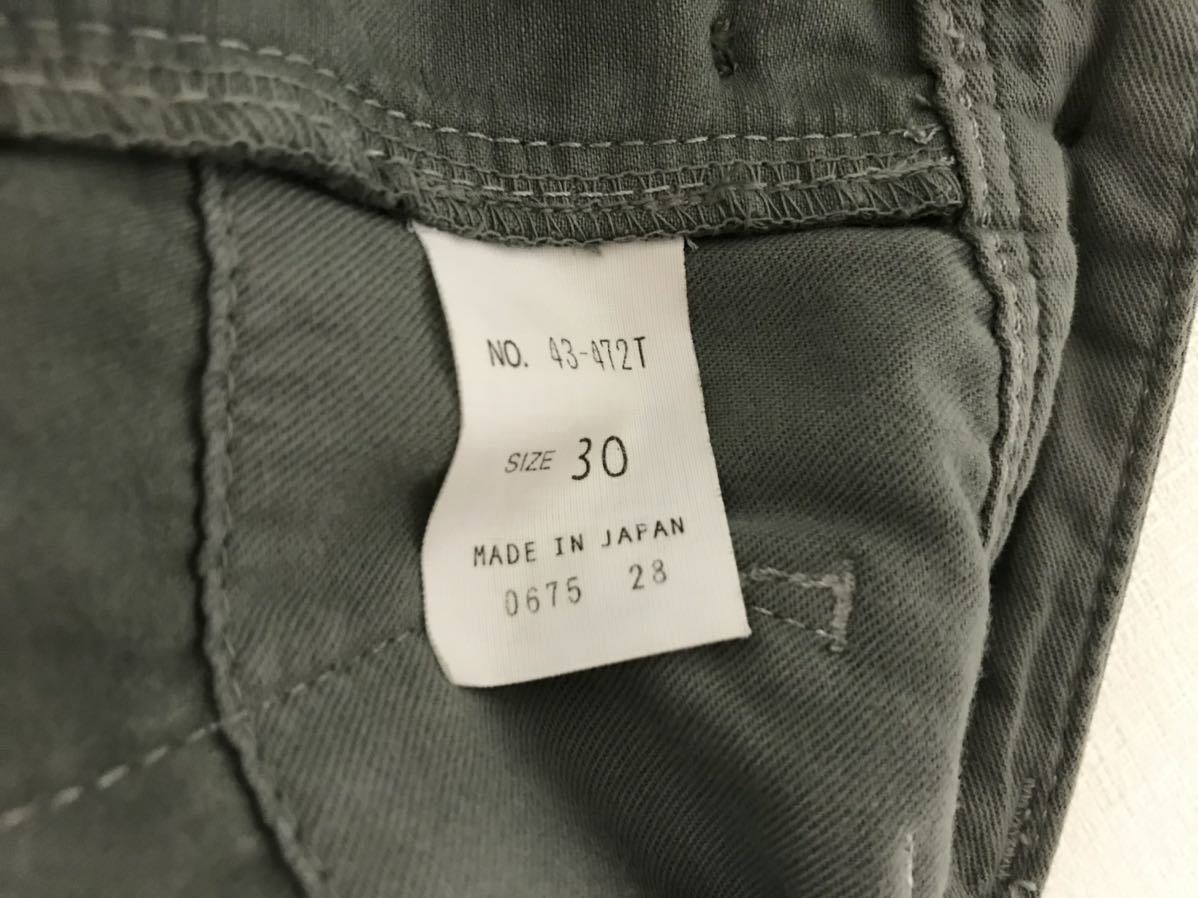 NO. 43-472T
SIZE 30
MADE IN JAPAN
0675 28